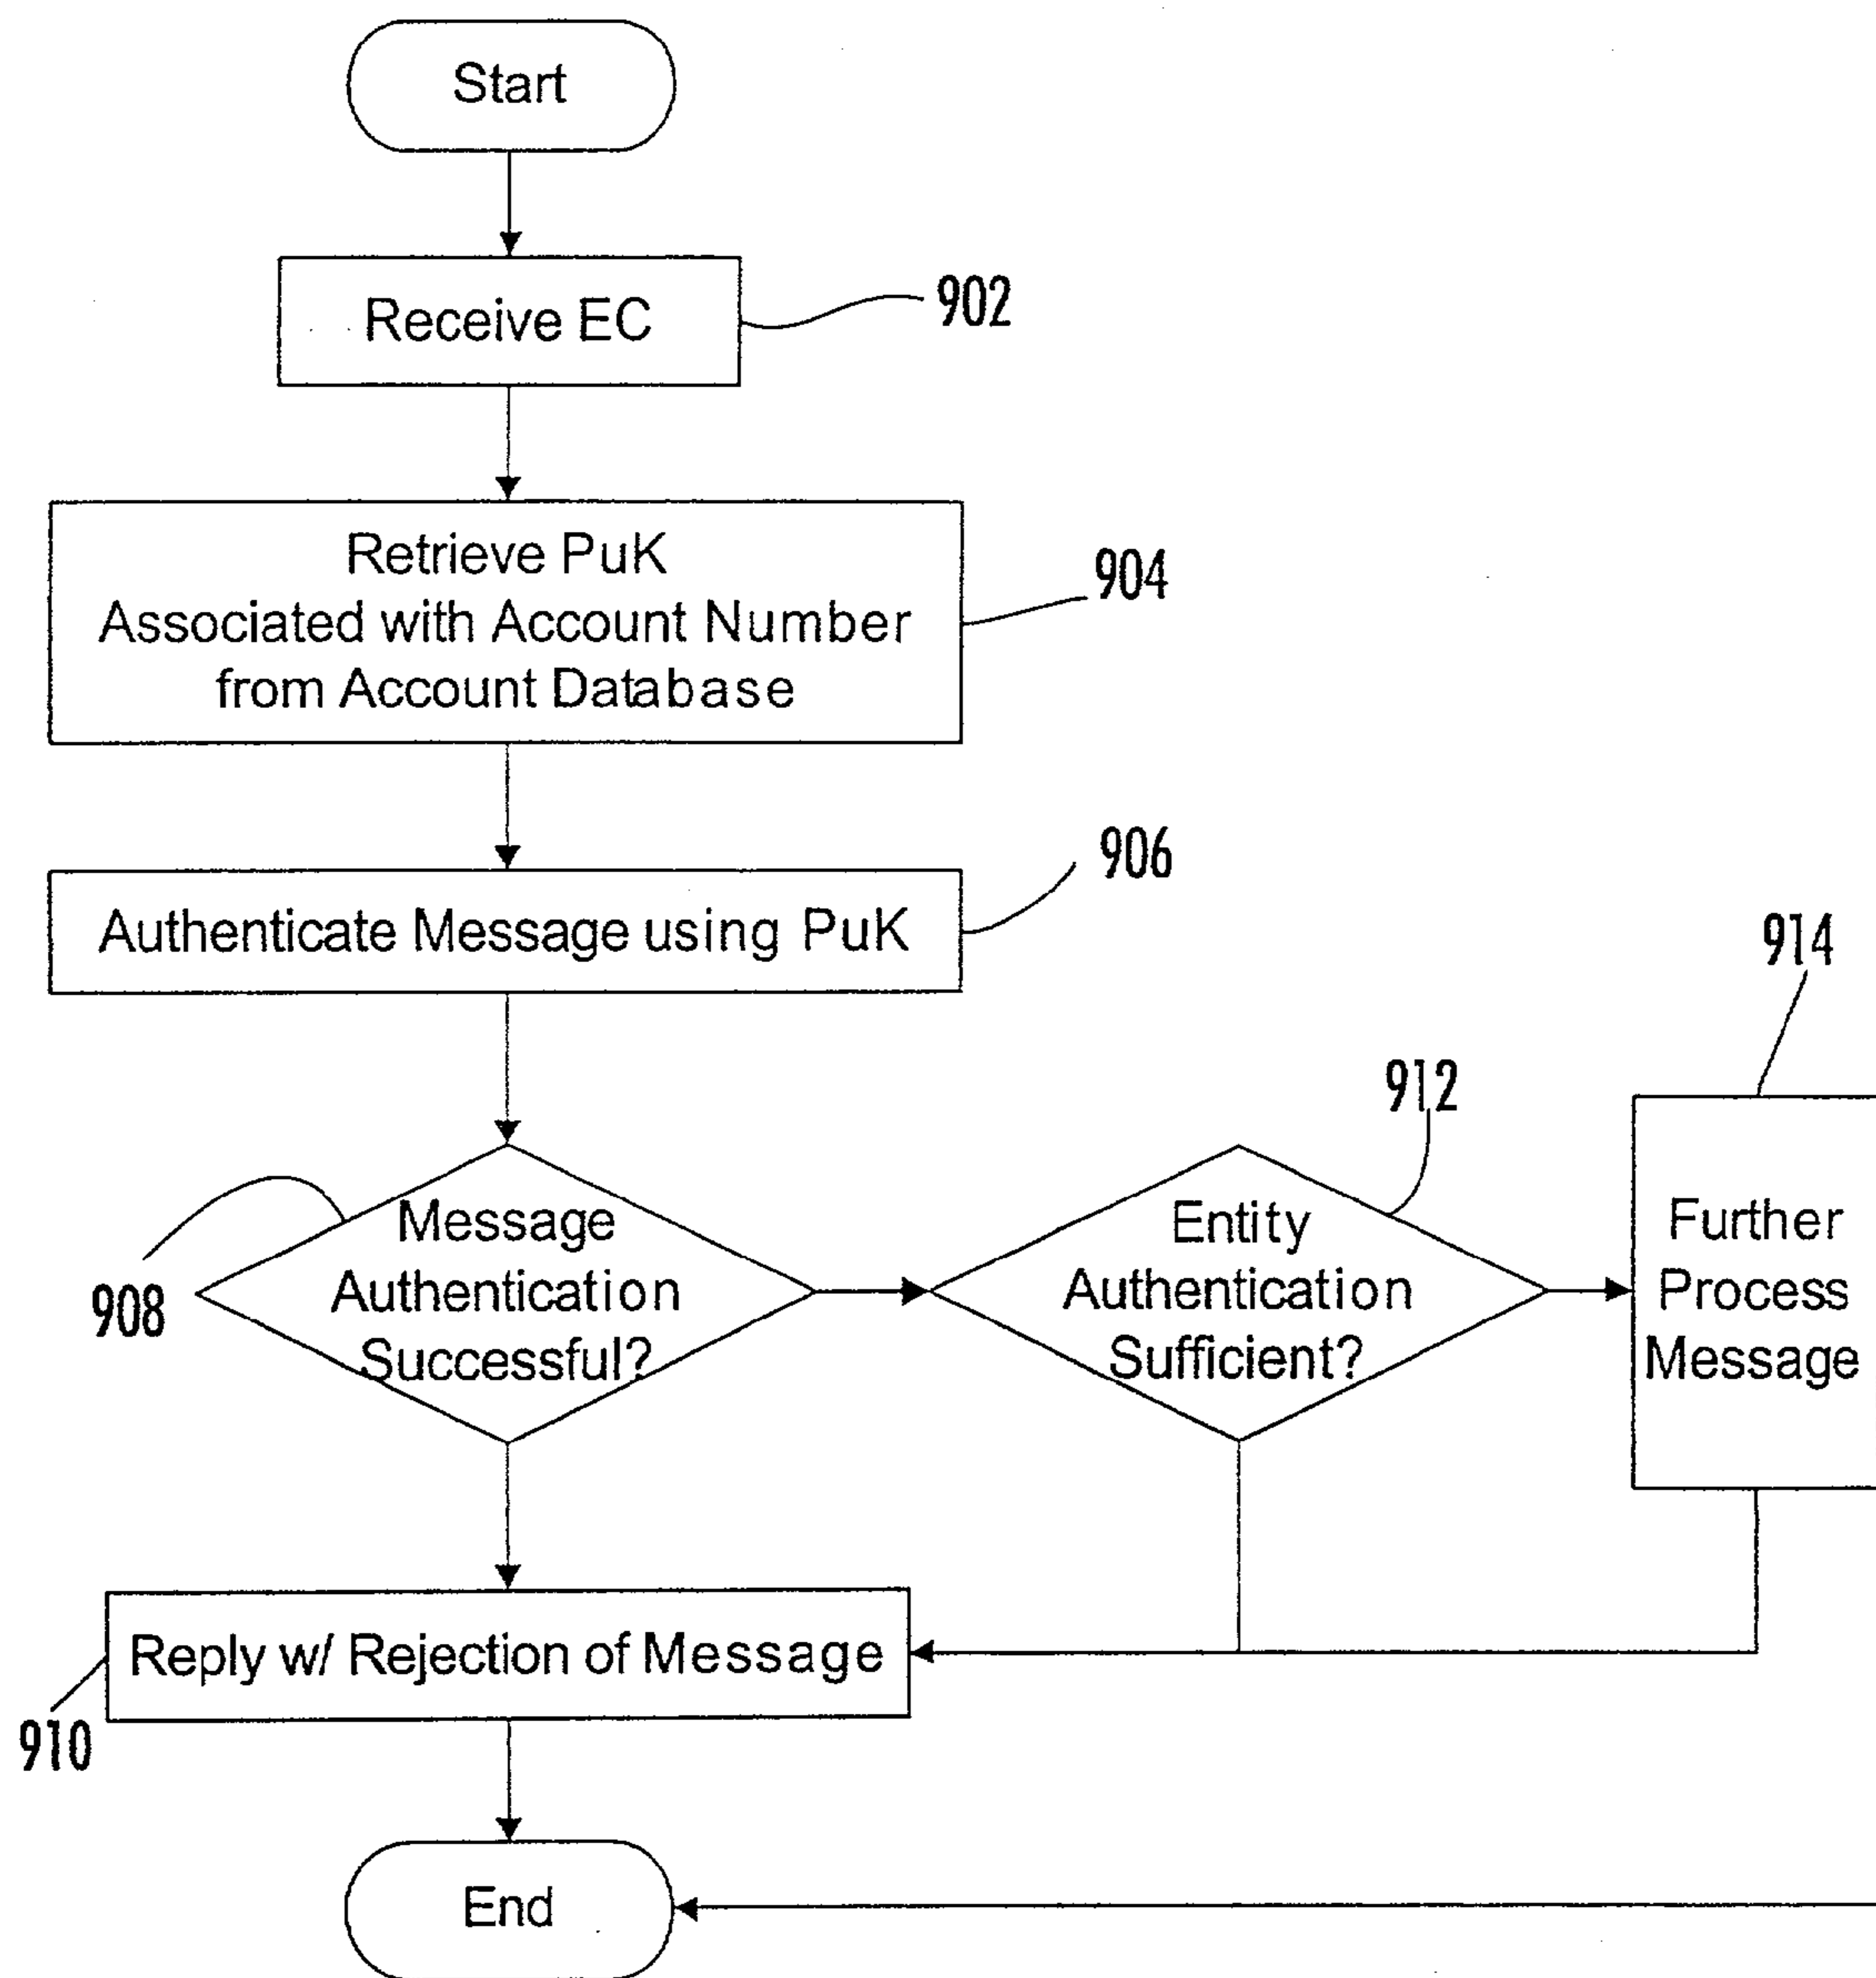 Start
Receive EC
902
Retrieve PuK
Associated with Account Number
from Account Database
904
Authenticate Message using PuK
906
914
912
Message
Authentication
Successful?
908
Entity
Authentication
Sufficient?
Further
Process
Message
Reply w/ Rejection of Message
910
End